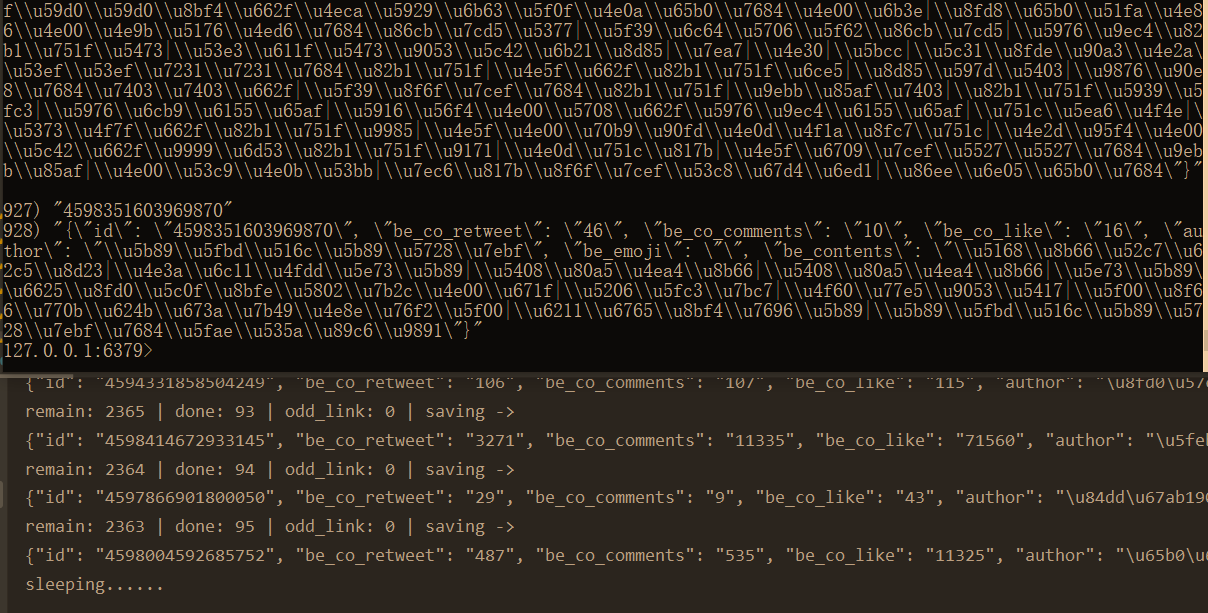 f\\u59d0\\u59d0\\u8bf4\\u662f\\u4eca\\u5929\\u6b63\\u5f0f\\u4e0a\\u65b0\\u7684\\u4e00\\u6b3e|\\u8fd8\\u65b0\\u51fa\\u4e8
6\\u4e00\\u4e9b\\u5176\\u4ed6\\u7684\\u86cb\\u7cd5\\u5377|\\u5f39\\u6c64\\u5706\\u5f62\\u86cb\\u7cd5|\\u5976\\u9ec4\\u82
b1\\u751f\\u5473|\\u53e3\\u611f\\u5473\\u9053\\u5c42\\u6b21\\u8d85|\\u7ea7|\\u4e30|\\u5bcc|\\u5c31\\u8fde\\u90a3\\u4e2a\
\u53ef\\u53ef\\u7231\\u7231\\u7684\\u82b1\\u751f|\\u4e5f\\u662f\\u82b1\\u751f\\u6ce5|\\u8d85\\u597d\\u5403|\\u9876\\u90e
8\\u7684\\u7403\\u7403\\u662f|\\u5f39\\u8f6f\\u7cef\\u7684\\u82b1\\u751f|\\u9ebb\\u85af\\u7403|\\u82b1\\u751f\\u5939\\u5
fc3|\\u5976\\u6cb9\\u6155\\u65af|\\u5916\\u56f4\\u4e00\\u5708\\u662f\\u5976\\u9ec4\\u6155\\u65af|\\u751c\\u5ea6\\u4f4e|\
\u5373\\u4f7f\\u662f\\u82b1\\u751f\\u9985|\\u4e5f\\u4e00\\u70b9\\u90fd\\u4e0d\\u4f1a\\u8fc7\\u751c|\\u4e2d\\u95f4\\u4e00
\\u5c42\\u662f\\u9999\\u6d53\\u82b1\\u751f\\u9171|\\u4e0d\\u751c\\u817b|\\u4e5f\\u6709\\u7cef\\u5527\\u5527\\u7684\\u9eb
b\\u85af|\\u4e00\\u53c9\\u4e0b\\u53bb|\\u7ec6\\u817b\\u8f6f\\u7cef\\u53c8\\u67d4\\u6ed1|\\u86ee\\u6e05\\u65b0\\u7684\"}"
927) "4598351603969870"
928) "{\"id\": \"4598351603969870\", \"be_co_retweet\": \"46\", \"be_co_comments\": \"10\", \"be_co_like\": \"16\", \"au
thor\": \"\\u5b89\\u5fbd\\u516c\\u5b89\\u5728\\u7ebf\", \"be_emoji\": \"\", \"be_contents\": \"\\u5168\\u8b66\\u52c7\\u6
2c5\\u8d23|\\u4e3a\\u6c11\\u4fdd\\u5e73\\u5b89|\\u5408\\u80a5\\u4ea4\\u8b66|\\u5408\\u80a5\\u4ea4\\u8b66|\\u5e73\\u5b89\
\u6625\\u8fd0\\u5c0f\\u8bfe\\u5802\\u7b2c\\u4e00\\u671f|\\u5206\\u5fc3\\u7bc7|\\u4f60\\u77e5\\u9053\\u5417|\\u5f00\\u8f6
6\\u770b\\u624b\\u673a\\u7b49\\u4e8e\\u76f2\\u5f00|\\u6211\\u6765\\u8bf4\\u7696\\u5b89|\\u5b89\\u5fbd\\u516c\\u5b89\\u57
28\\u7ebf\\u7684\\u5fae\\u535a\\u89c6\\u9891\"}"
127.0.0.1:6379>
{"id": "4594331858504249", "be_co_retweet": "106", "be_co_comments": "107", "be_co_like": "115", "author": "\u8fd0\u57
remain: 2365 | done: 93 | odd_link: 0 | saving ->
{"id": "4598414672933145", "be_co_retweet": "3271", "be_co_comments": "11335", "be_co_like": "71560", "author": "\u5fe
remain: 2364 | done: 94 | odd_link: 0 | saving ->
{"id": "4597866901800050", "be_co_retweet": "29", "be_co_comments": "9", "be_co_like": "43", "author": "\u84dd\u67ab19
remain: 2363 | done: 95 | odd_link: 0 | saving ->
{"id": "4598004592685752", "be_co_retweet": "487", "be_co_comments": "535", "be_co_like": "11325", "author": "\u65b0\u
sleeping......